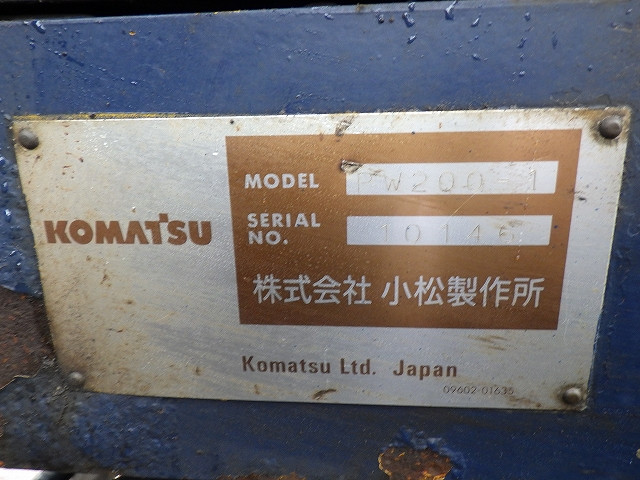 KOMATSU
MODEL PW200-1
SERIAL NO. 10146
株式会社 小松製作所
Komatsu Ltd. Japan
09602-01635